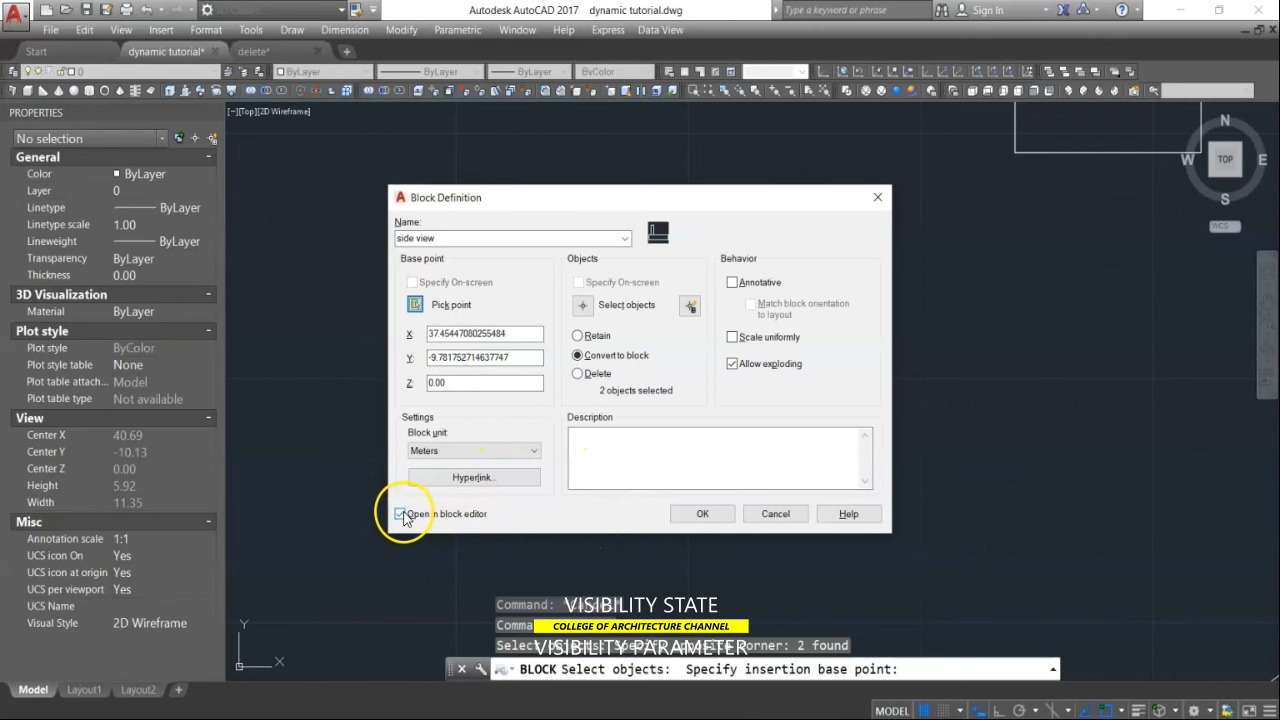 Autodesk AutoCAD 2017 dynamic tutorial.dwg
Type a keyword or phrase
Sign In
File Edit View Insert Format Tools Draw Dimension Modify Parametric Window Help Express Data View
Start dynamic tutorial* delete*
0 ByLayer ByLayer ByLayer ByColor
PROPERTIES
No selection
General
Color ByLayer
Layer 0
Linetype ByLayer
Linetype scale 1.00
Lineweight ByLayer
Transparency ByLayer
Thickness 0.00
3D Visualization
Material ByLayer
Plot style
Plot style ByColor
Plot style table None
Plot table attach... Model
Plot table type Not available
View
Center X 40.69
Center Y -10.13
Center Z 0.00
Height 5.92
Width 11.35
Misc
Annotation scale 1:1
UCS icon On Yes
UCS icon at origin Yes
UCS per viewport Yes
UCS Name
Visual Style 2D Wireframe
[−][Top][2D Wireframe]
N
W TOP E
S
WCS
Block Definition
Name:
side view
Base point
Specify On-screen
Pick point
X: 37.45447080255484
Y: -9.781752714637747
Z: 0.00
Objects
Specify On-screen
Select objects
Retain
Convert to block
Delete
2 objects selected
Behavior
Annotative
Match block orientation
to layout
Scale uniformly
Allow exploding
Settings
Block unit:
Meters
Hyperlink...
Description
Open in block editor
OK Cancel Help
Command:
VISIBILITY STATE
COLLEGE OF ARCHITECTURE CHANNEL
VISIBILITY PARAMETER
Select objects: Specify opposite corner: 2 found
BLOCK Select objects: Specify insertion base point:
Y
X
Model Layout1 Layout2 +
MODEL 1:1